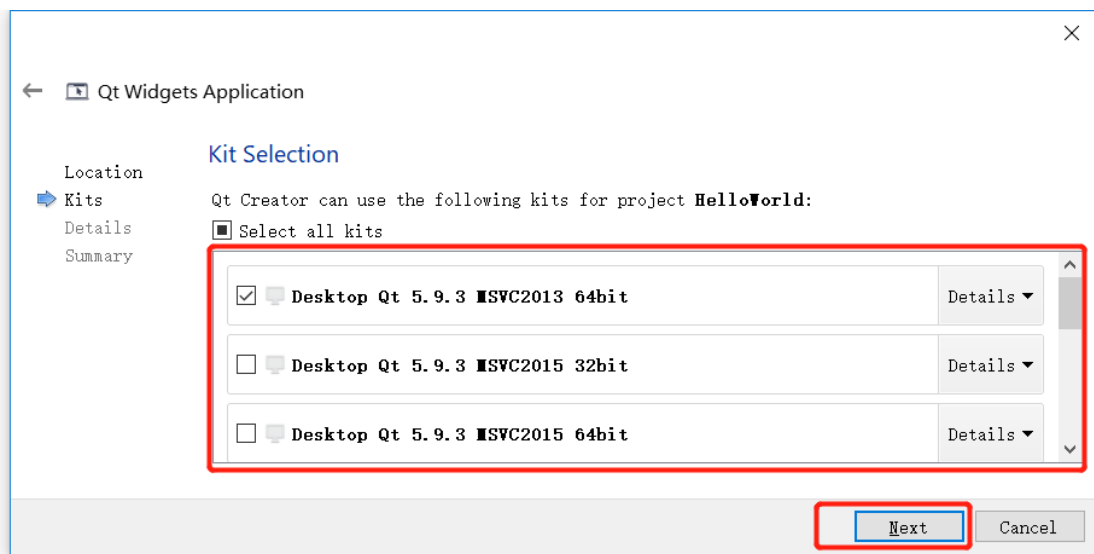 Qt Widgets Application
Location
Kits
Details
Summary
Kit Selection
Qt Creator can use the following kits for project HelloWorld:
Select all kits
Desktop Qt 5.9.3 MSVC2013 64bit
Details
Desktop Qt 5.9.3 MSVC2015 32bit
Details
Desktop Qt 5.9.3 MSVC2015 64bit
Details
Next
Cancel